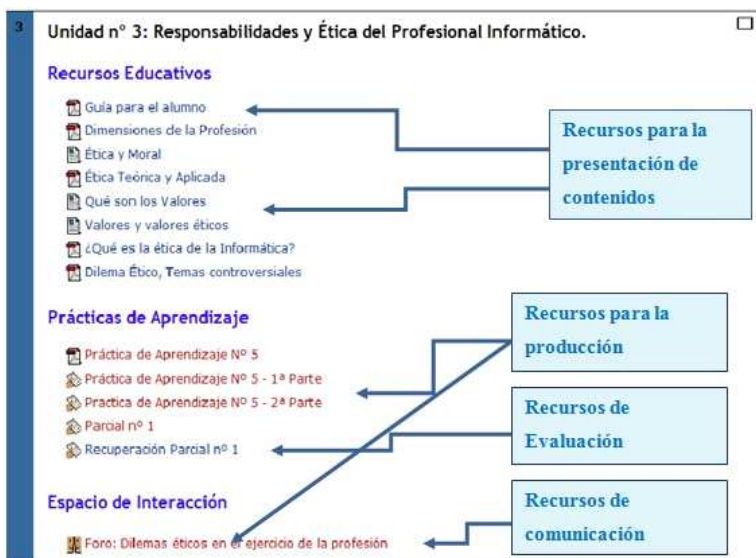 3
Unidad nº 3: Responsabilidades y Ética del Profesional Informático.
Recursos Educativos
Guía para el alumno
Dimensiones de la Profesión
Ética y Moral
Ética Teórica y Aplicada
Qué son los Valores
Valores y valores éticos
¿Qué es la ética de la Informática?
Dilema Ético, Temas controversiales
Recursos para la
presentación de
contenidos
Prácticas de Aprendizaje
Práctica de Aprendizaje Nº 5
Práctica de Aprendizaje Nº 5 - 1ª Parte
Practica de Aprendizaje Nº 5 - 2ª Parte
Parcial nº 1
Recuperación Parcial nº 1
Recursos para la
producción
Recursos de
Evaluación
Espacio de Interacción
Foro: Dilemas éticos en el ejercicio de la profesión
Recursos de
comunicación